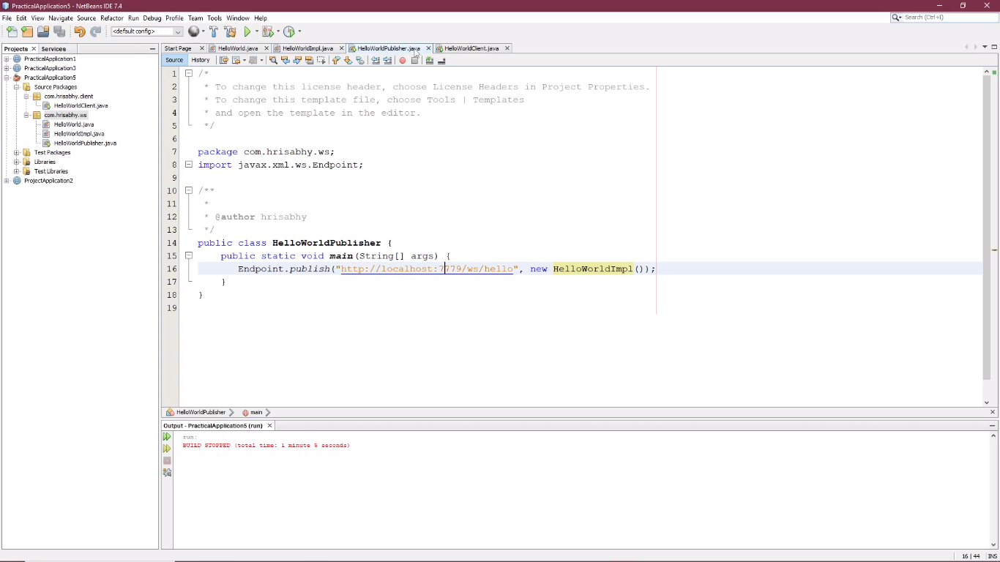 PracticalApplication5 - NetBeans IDE 7.4
File Edit View Navigate Source Refactor Run Debug Profile Team Tools Window Help
Search (Ctrl+I)
<default config>
Projects
Services
Start Page
HelloWorld.java
HelloWorldImpl.java
HelloWorldPublisher.java
HelloWorldClient.java
PracticalApplication1
PracticalApplication3
PracticalApplication5
Source Packages
com.hrisabhy.client
HelloWorldClient.java
com.hrisabhy.ws
HelloWorld.java
HelloWorldImpl.java
HelloWorldPublisher.java
Test Packages
Libraries
Test Libraries
ProjectApplication2
Source History
1 /*
2 * To change this license header, choose License Headers in Project Properties.
3 * To change this template file, choose Tools | Templates
4 * and open the template in the editor.
5 */
6
7 package com.hrisabhy.ws;
8 import javax.xml.ws.Endpoint;
9
10 /**
11 *
12 * @author hrisabhy
13 */
14 public class HelloWorldPublisher {
15 public static void main(String[] args) {
16 Endpoint.publish("http://localhost:7779/ws/hello", new HelloWorldImpl());
17 }
18 }
19
HelloWorldPublisher main
Output - PracticalApplication5 (run)
run:
BUILD STOPPED (total time: 1 minute 5 seconds)
16 | 44 INS